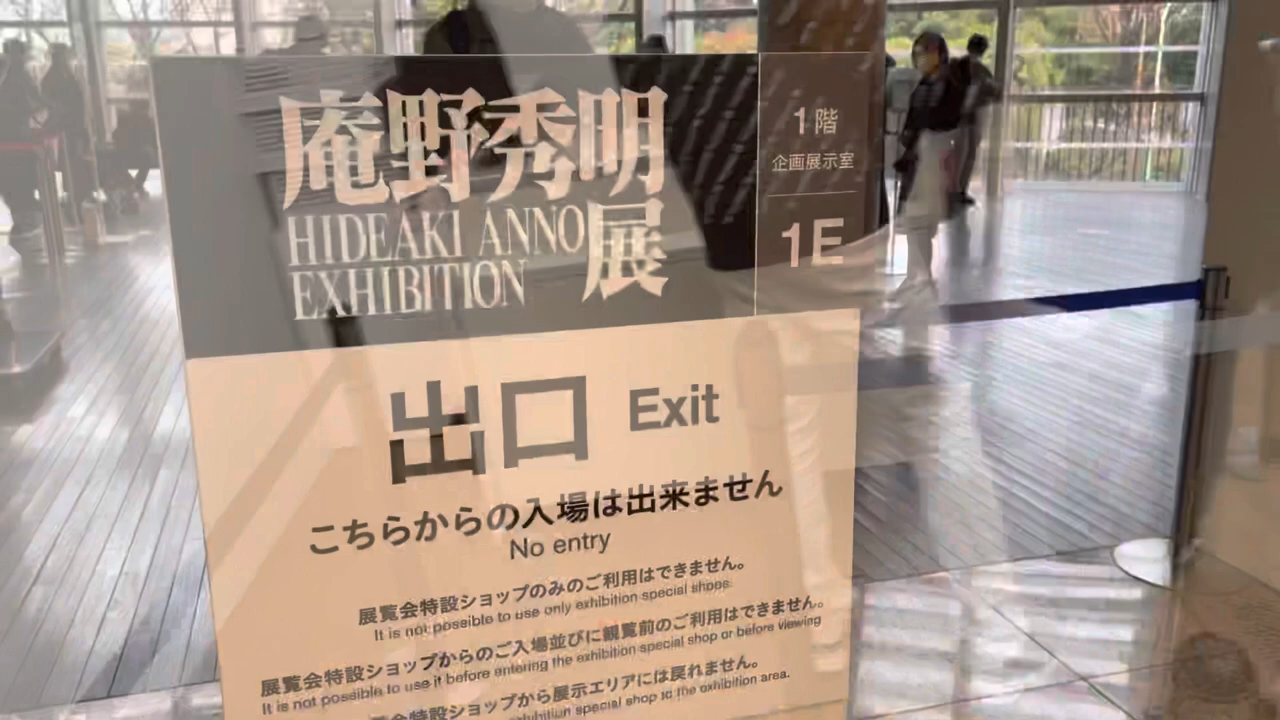 庵野秀明
展
HIDEAKI ANNO
EXHIBITION
1階
企画展示室
1E
出口 Exit
こちらからの入場は出来ません
No entry
展覧会特設ショップのみのご利用はできません。
It is not possible to use only exhibition special shops.
展覧会特設ショップからのご入場並びに観覧前のご利用はできません。
It is not possible to use it before entering the exhibition special shop or before viewing
会特設ショップから展示エリアには戻れません。
exhibition special shop to the exhibition area.